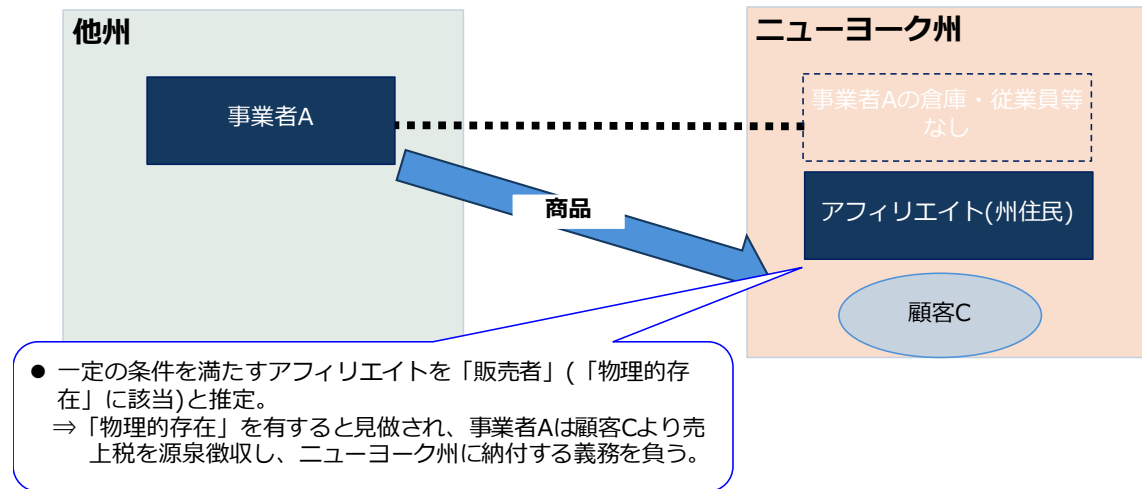 他州
ニューヨーク州
事業者A
事業者Aの倉庫・従業員等
なし
商品
アフィリエイト(州住民)
顧客C
● 一定の条件を満たすアフィリエイトを「販売者」(「物理的存
在」に該当)と推定。
⇒「物理的存在」を有すると見做され、事業者Aは顧客Cより売
上税を源泉徴収し、ニューヨーク州に納付する義務を負う。